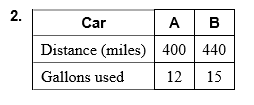 2.
Car A B
Distance (miles) 400 440
Gallons used 12 15